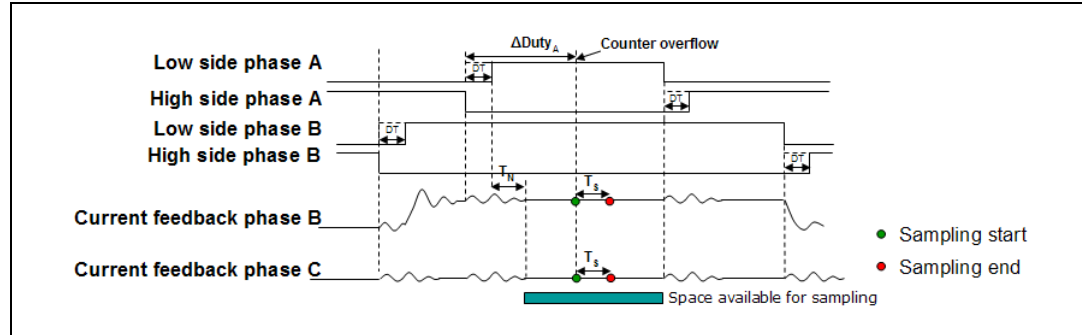 ΔDuty_A
Counter overflow
Low side phase A
DT
High side phase A
DT
Low side phase B
DT
High side phase B
DT
T_N
T_S
Current feedback phase B
Sampling start
T_S
Sampling end
Current feedback phase C
Space available for sampling